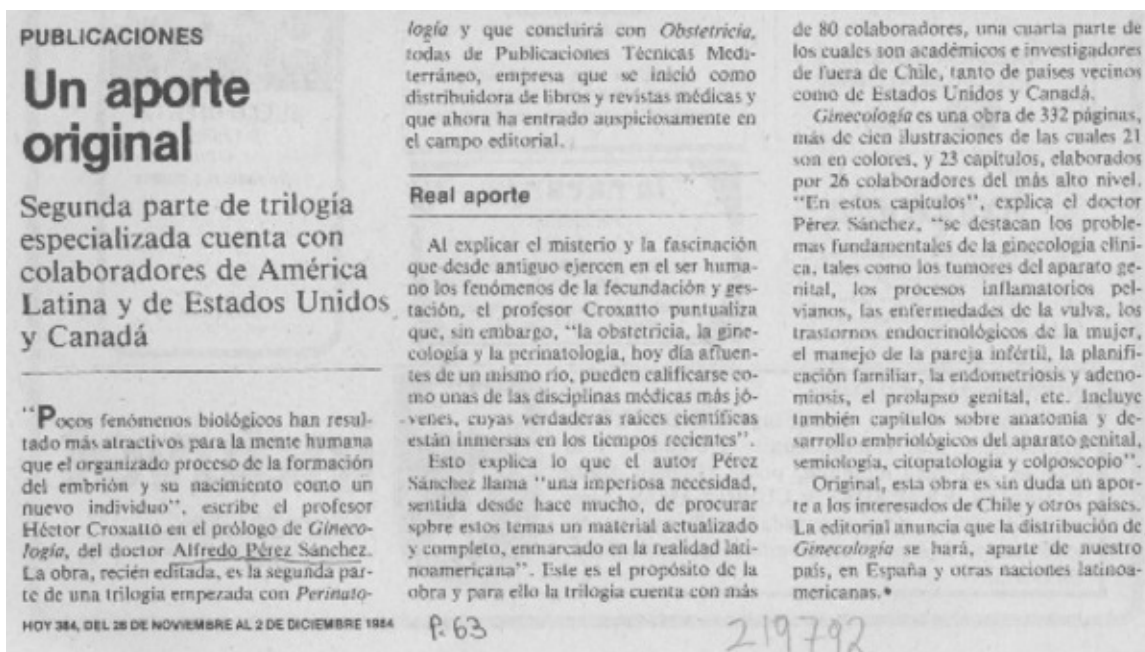 PUBLICACIONES
Un aporte
original
Segunda parte de trilogía
especializada cuenta con
colaboradores de América
Latina y de Estados Unidos
y Canadá
"Pocos fenómenos biológicos han resul-
tado más atractivos para la mente humana
que el organizado proceso de la formación
del embrión y su nacimiento como un
nuevo individuo", escribe el profesor
Héctor Croxatto en el prólogo de Gineco-
logía, del doctor Alfredo Pérez Sánchez.
La obra, recién editada, es la segunda par-
te de una trilogía empezada con Perinato-
logía y que concluirá con Obstetricia,
todas de Publicaciones Técnicas Medi-
terráneo, empresa que se inició como
distribuidora de libros y revistas médicas y
que ahora ha entrado auspiciosamente en
el campo editorial.
Real aporte
Al explicar el misterio y la fascinación
que desde antiguo ejercen en el ser huma-
no los fenómenos de la fecundación y ges-
tación, el profesor Croxatto puntualiza
que, sin embargo, "la obstetricia, la gine-
cología y la perinatología, hoy día afluen-
tes de un mismo río, pueden calificarse co-
mo unas de las disciplinas médicas más jó-
venes, cuyas verdaderas raíces científicas
están inmersas en los tiempos recientes".
Esto explica lo que el autor Pérez
Sánchez llama "una imperiosa necesidad,
sentida desde hace mucho, de procurar
sobre estos temas un material actualizado
y completo, enmarcado en la realidad lati-
noamericana". Este es el propósito de la
obra y para ello la trilogía cuenta con más
de 80 colaboradores, una cuarta parte de
los cuales son académicos e investigadores
de fuera de Chile, tanto de países vecinos
como de Estados Unidos y Canadá.
Ginecología es una obra de 332 páginas,
más de cien ilustraciones de las cuales 21
son en colores, y 23 capítulos, elaborados
por 26 colaboradores del más alto nivel.
"En estos capítulos", explica el doctor
Pérez Sánchez, "se destacan los proble-
mas fundamentales de la ginecología clíni-
ca, tales como los tumores del aparato ge-
nital, los procesos inflamatorios pel-
vianos, las enfermedades de la vulva, los
trastornos endocrinológicos de la mujer,
el manejo de la pareja infértil, la planifi-
cación familiar, la endometriosis y adeno-
miosis, el prolapso genital, etc. Incluye
también capítulos sobre anatomía y de-
sarrollo embriológicos del aparato genital,
semiología, citopatología y colposcopio".
Original, esta obra es sin duda un apor-
te a los interesados de Chile y otros países.
La editorial anuncia que la distribución de
Ginecología se hará, aparte de nuestro
país, en España y otras naciones latinoa-
mericanas.•
HOY 384, DEL 26 DE NOVIEMBRE AL 2 DE DICIEMBRE 1984
P. 63
219792